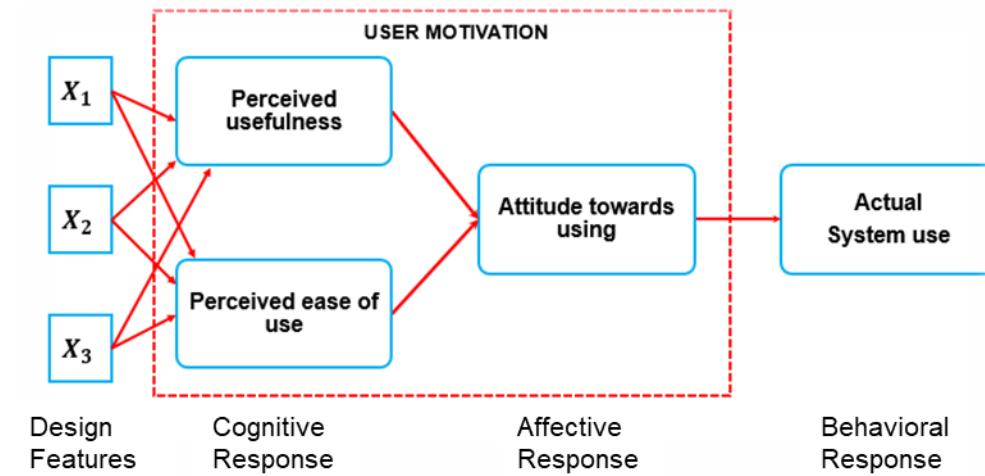 USER MOTIVATION
X₁
Perceived
usefulness
X₂
Attitude towards
using
Actual
System use
Perceived ease of
use
X₃
Design
Features
Cognitive
Response
Affective
Response
Behavioral
Response